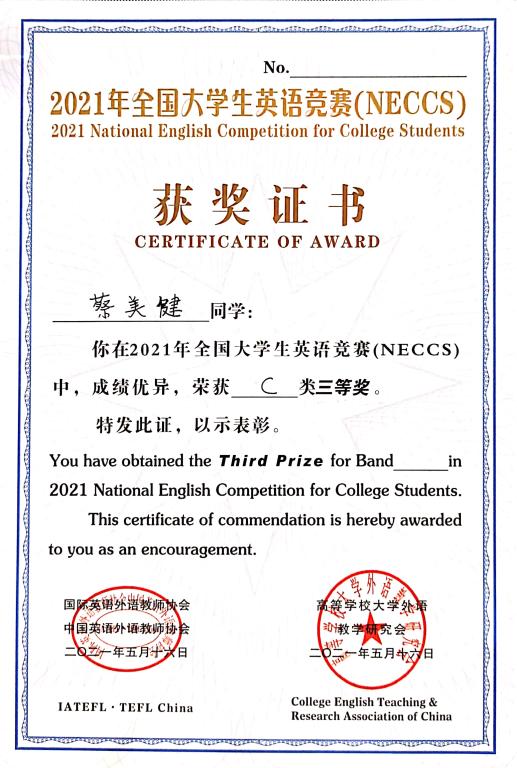 No.
2021年全国大学生英语竞赛(NECCS)
2021 National English Competition for College Students
获奖证书
CERTIFICATE OF AWARD
蔡美健 同学：
你在2021年全国大学生英语竞赛(NECCS)
中，成绩优异，荣获 C 类三等奖。
特发此证，以示表彰。
You have obtained the Third Prize for Band in
2021 National English Competition for College Students.
This certificate of commendation is hereby awarded
to you as an encouragement.
国际英语外语教师协会
中国英语外语教师协会
二〇二一年五月十六日
IATEFL · TEFL China
高等学校大学外语
教学研究会
二〇二一年五月十六日
College English Teaching &
Research Association of China